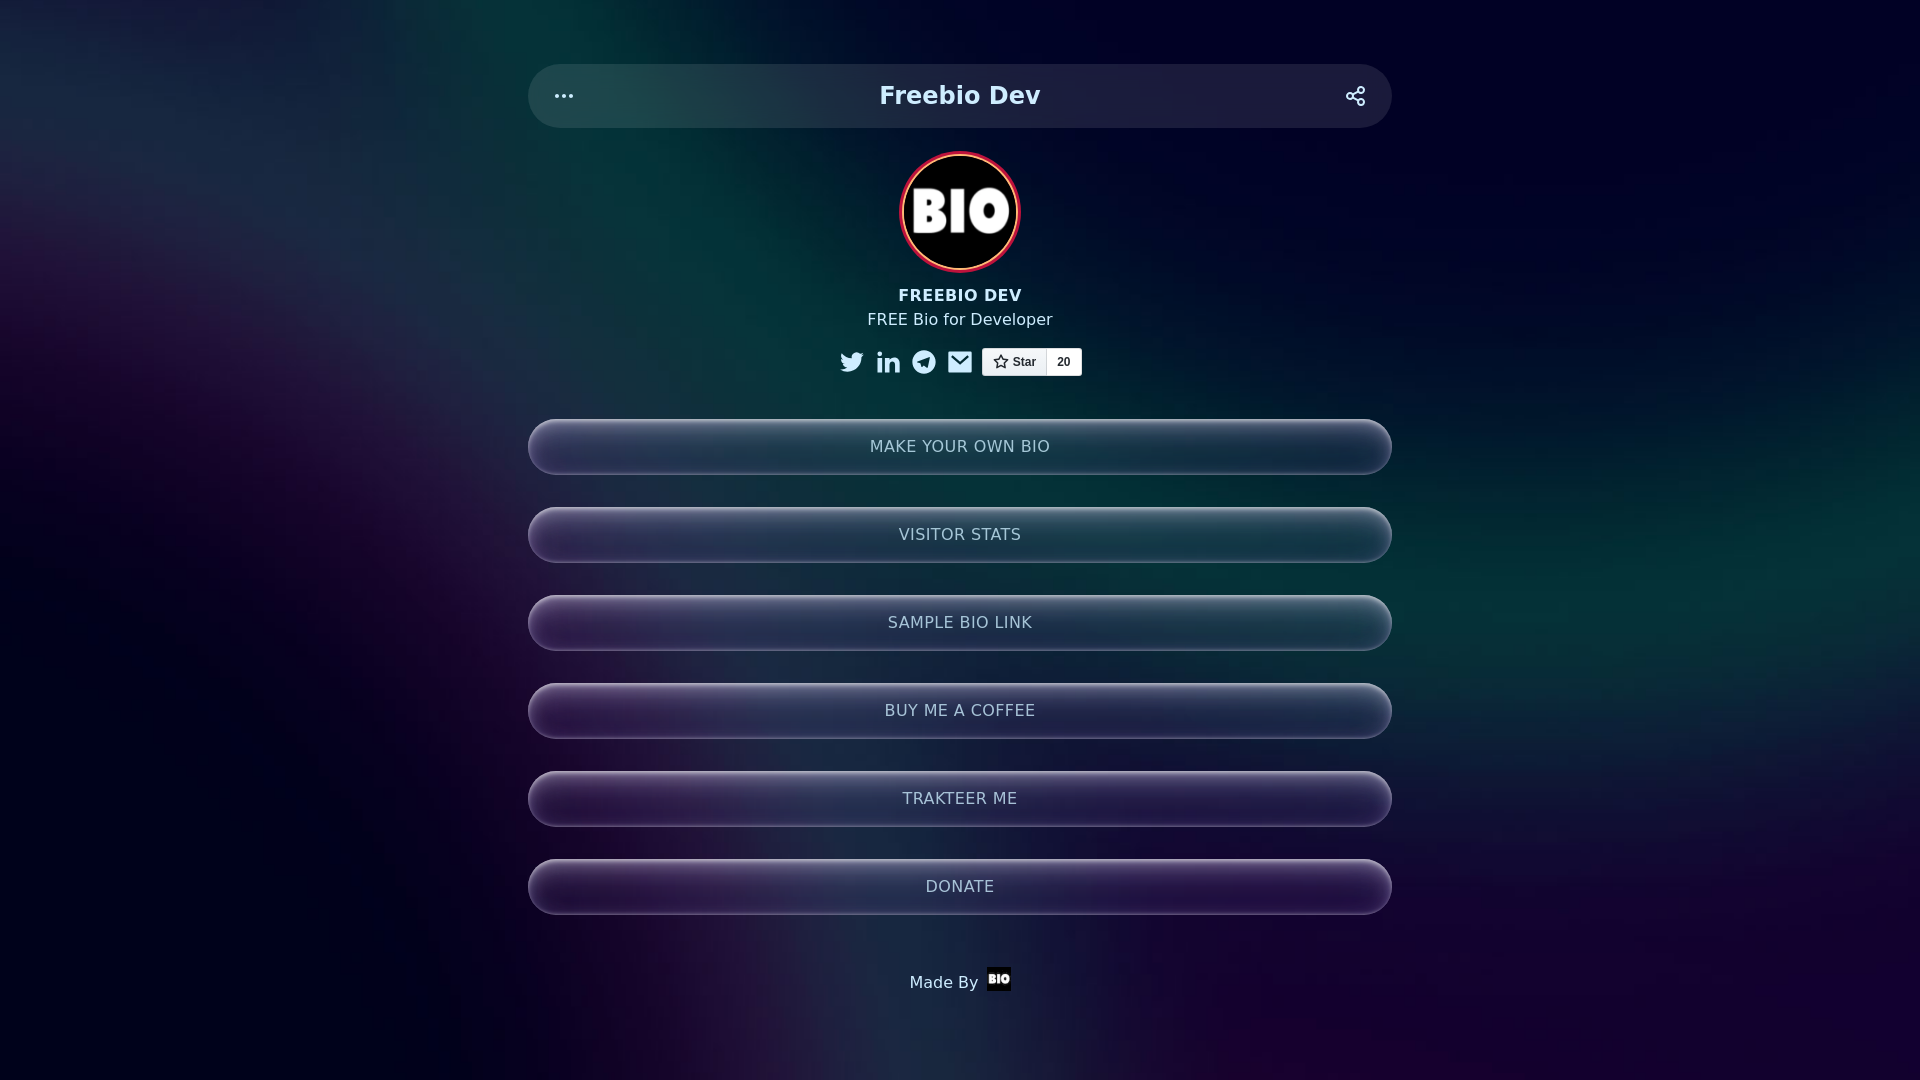 Freebio Dev
BIO
FREEBIO DEV
FREE Bio for Developer
Star 20
MAKE YOUR OWN BIO
VISITOR STATS
SAMPLE BIO LINK
BUY ME A COFFEE
TRAKTEER ME
DONATE
Made By BIO